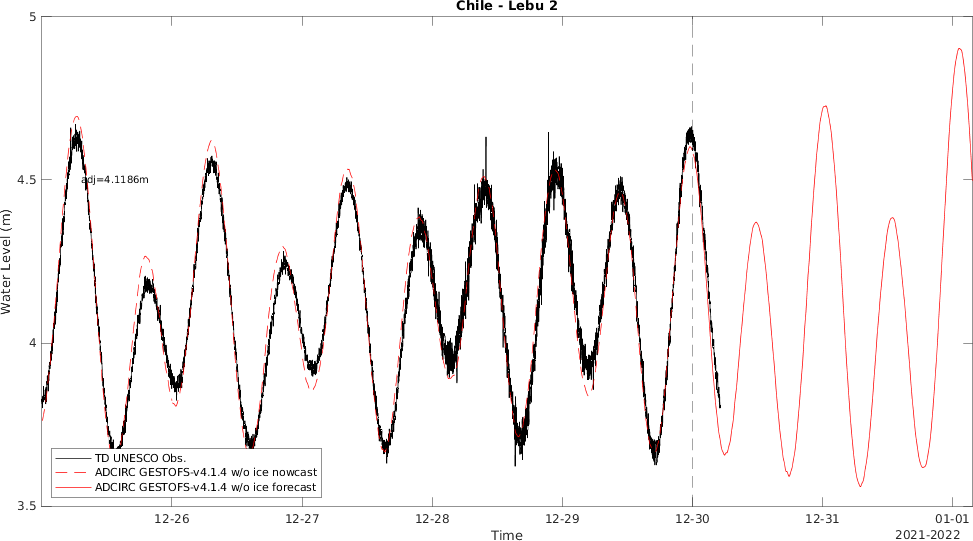 Chile - Lebu 2
5
4.5
4
3.5
Water Level (m)
adj=4.1186m
TD UNESCO Obs.
ADCIRC GESTOFS-v4.1.4 w/o ice nowcast
ADCIRC GESTOFS-v4.1.4 w/o ice forecast
12-26 12-27 12-28 12-29 12-30 12-31 01-01
Time
2021-2022